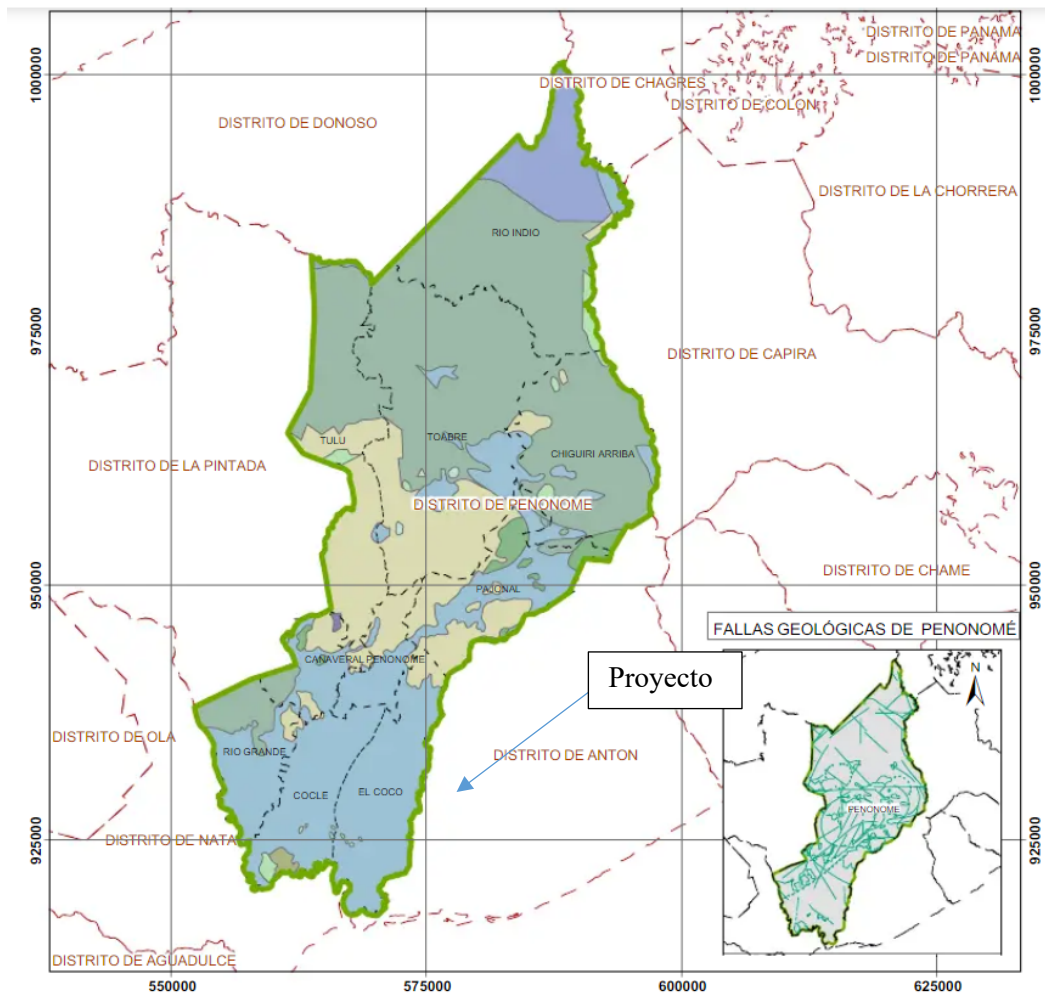 DISTRITO DE PANAMA
DISTRITO DE PANAMA
1000000
1000000
DISTRITO DE CHAGRES
DISTRITO DE COLON
DISTRITO DE DONOSO
DISTRITO DE LA CHORRERA
RIO INDIO
975000
975000
DISTRITO DE CAPIRA
TULU
TOABRE
CHIGUIRI ARRIBA
DISTRITO DE LA PINTADA
DISTRITO DE PENONOME
DISTRITO DE CHAME
950000
950000
PAJONAL
FALLAS GEOLÓGICAS DE PENONOMÉ
CAÑAVERAL PENONOME
Proyecto
N
DISTRITO DE OLA
RIO GRANDE
DISTRITO DE ANTON
COCLE
EL COCO
PENONOME
DISTRITO DE NATA
925000
925000
DISTRITO DE AGUADULCE
550000
575000
600000
625000